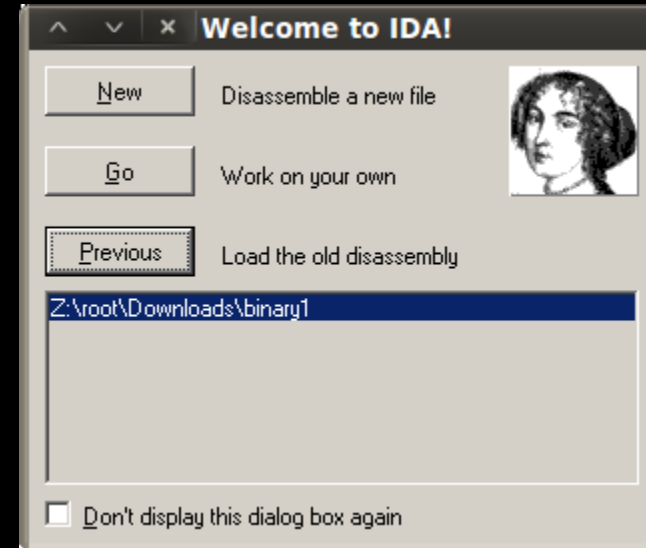 Welcome to IDA!
New Disassemble a new file
Go Work on your own
Previous Load the old disassembly
Z:\root\Downloads\binary1
Don't display this dialog box again